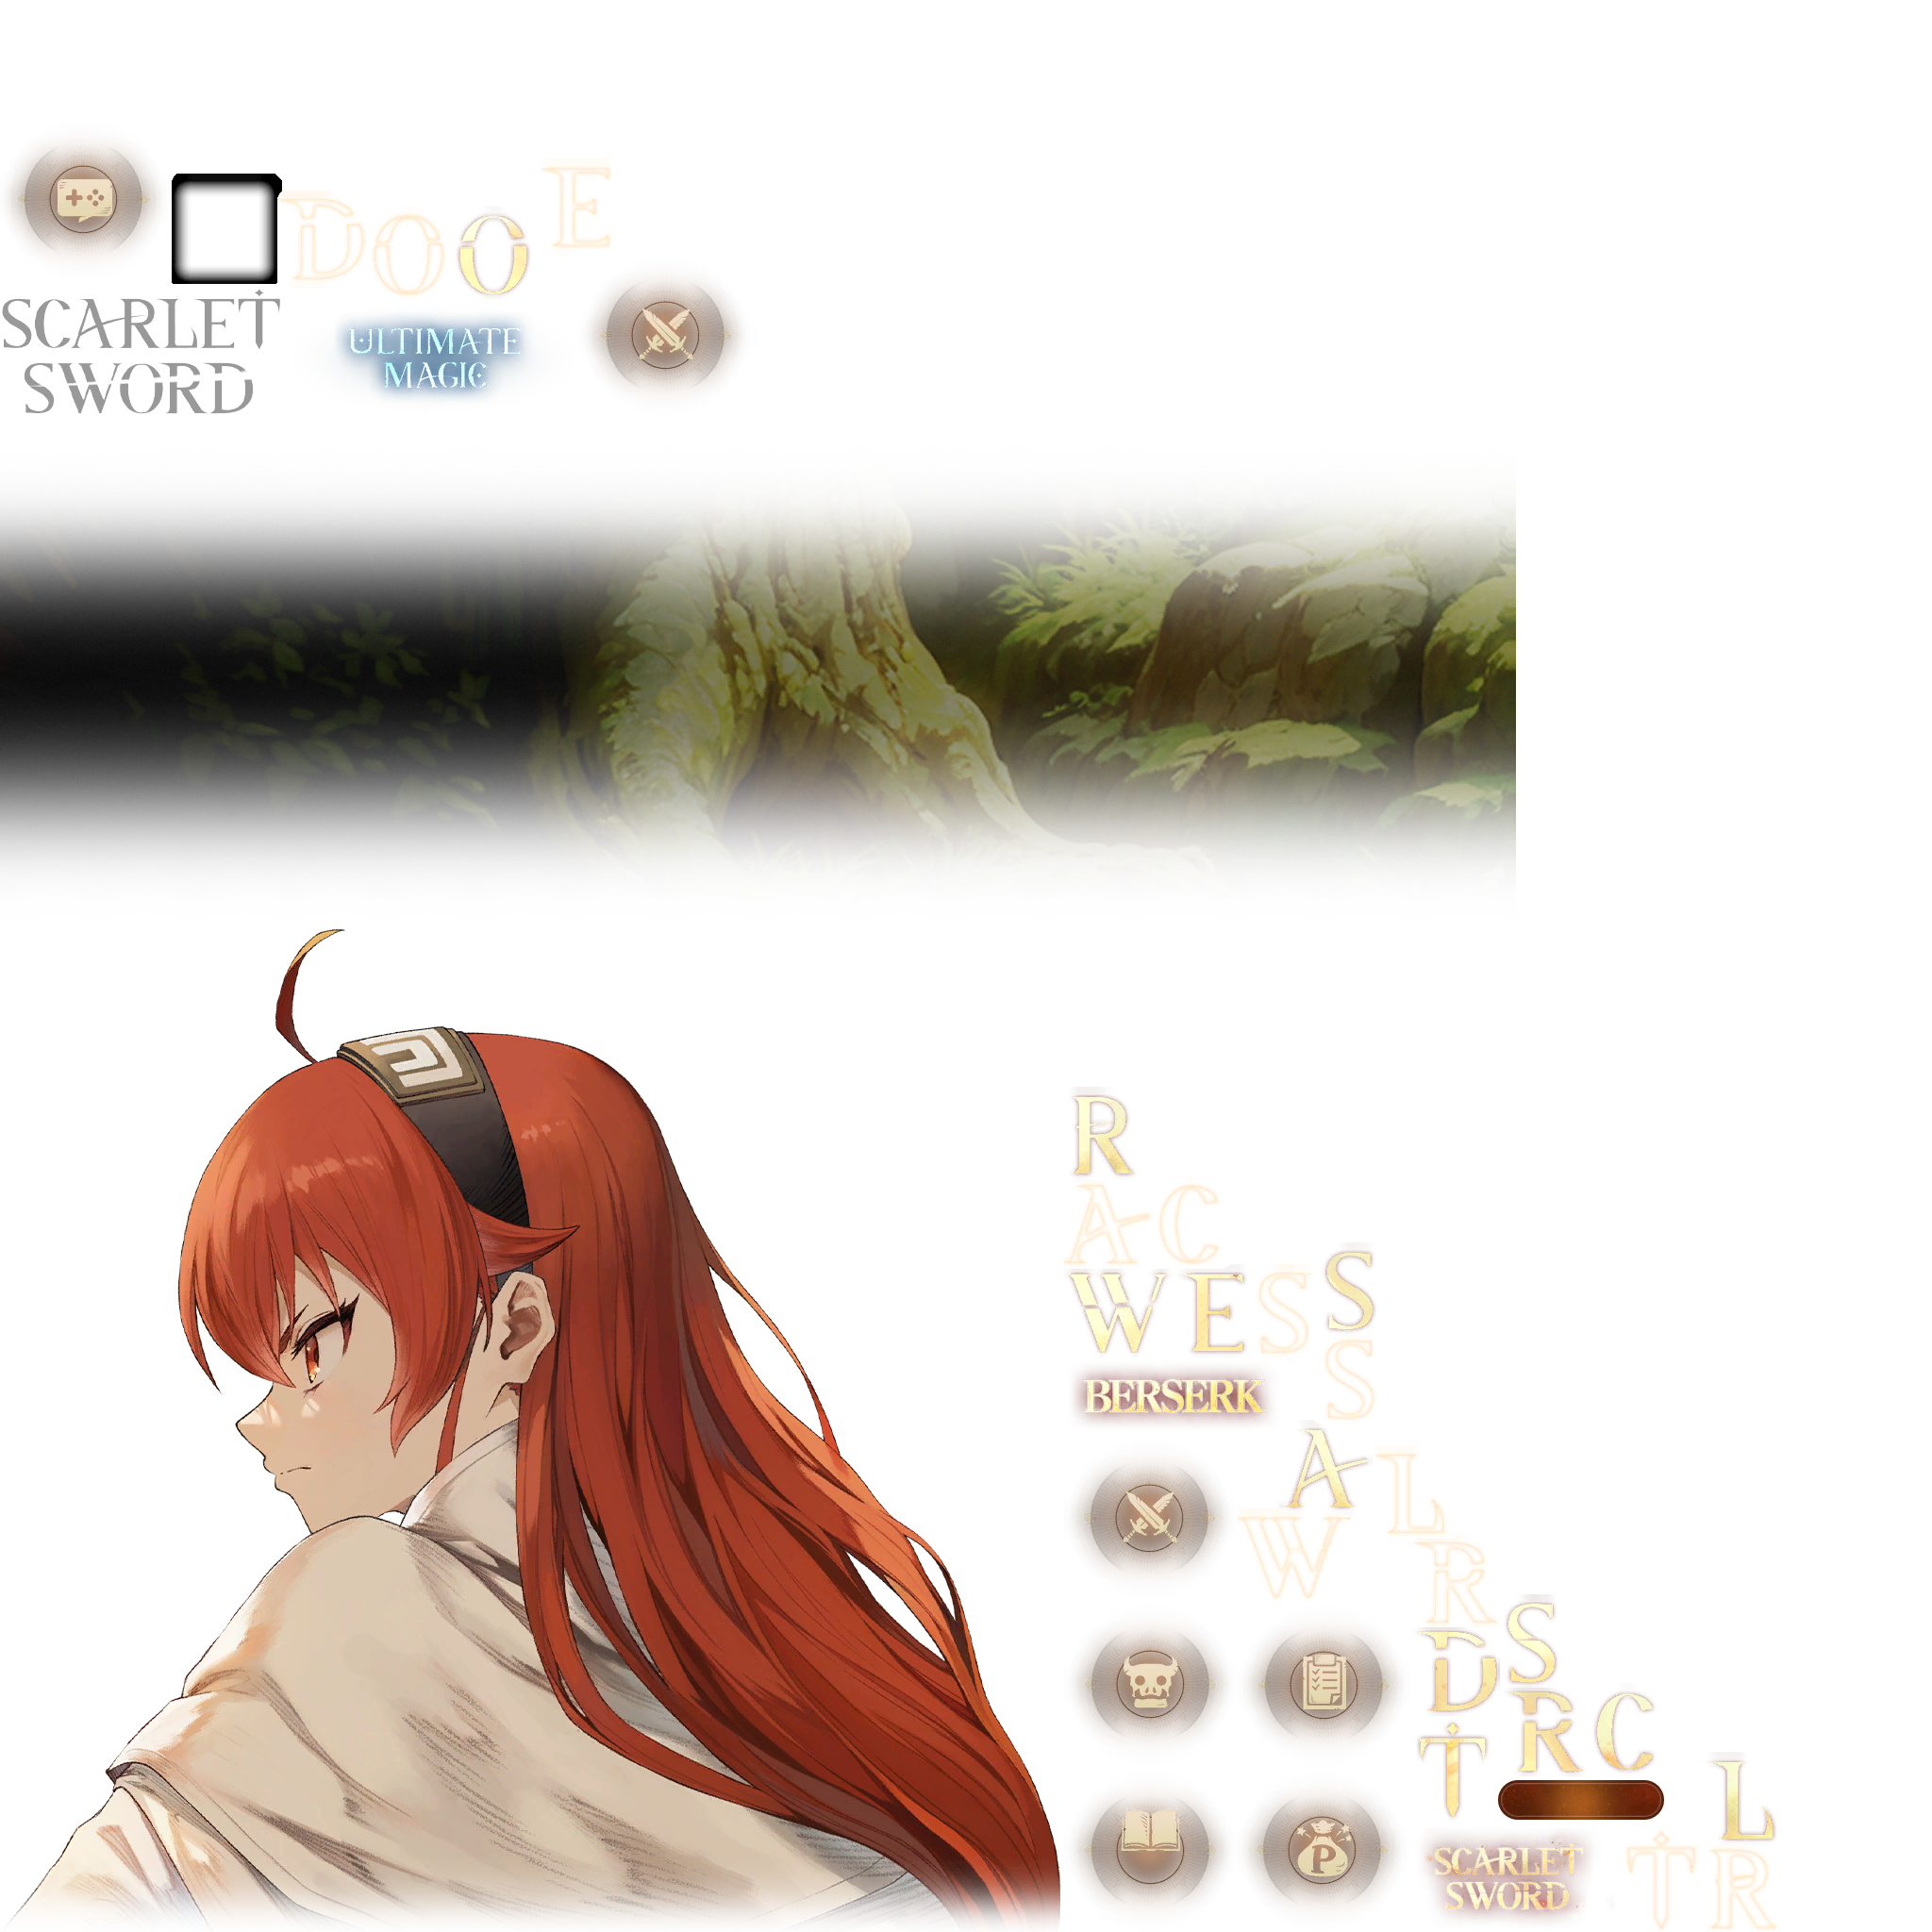 E
D O O
SCARLET
SWORD
ULTIMATE
MAGIC
R
A C
W E S S
S
BERSERK
A L
W
R
S
D
R C
T
L
P
SCARLET
SWORD
T R